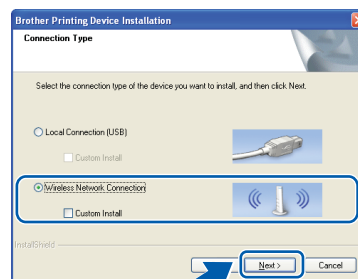 Brother Printing Device Installation
Connection Type
Select the connection type of the device you want to install, and then click Next.
Local Connection (USB)
Custom Install
Wireless Network Connection
Custom Install
InstallShield
Next >
Cancel